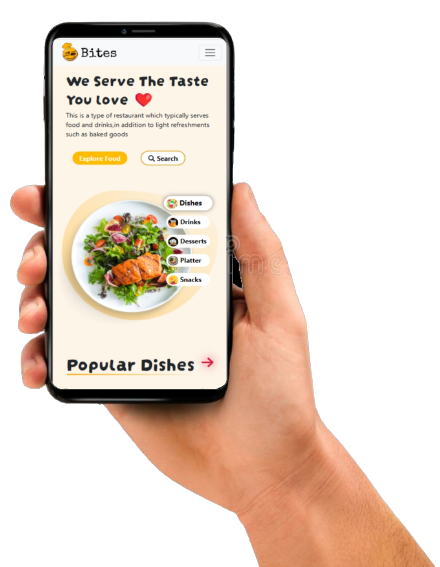 Bites
We Serve The Taste
You Love
This is a type of restaurant which typically serves
food and drinks,in addition to light refreshments
such as baked goods
Explore Food
Search
Dishes
Drinks
Desserts
Platter
Snacks
Popular Dishes